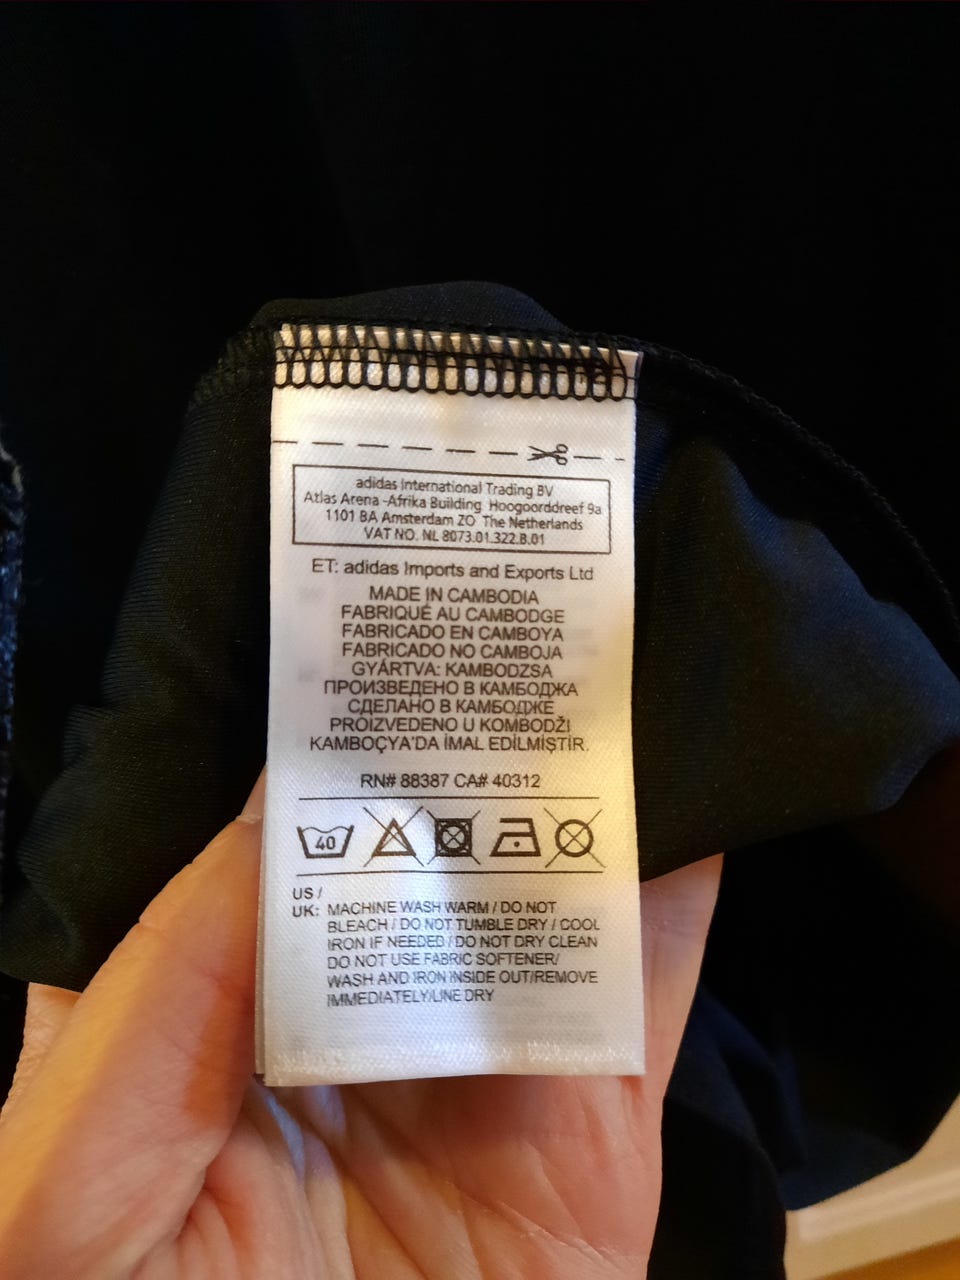 adidas International Trading BV
Atlas Arena -Afrika Building Hoogoorddreef 9a
1101 BA Amsterdam ZO The Netherlands
VAT NO. NL 8073.01.322.B.01
ET: adidas Imports and Exports Ltd
MADE IN CAMBODIA
FABRIQUÉ AU CAMBODGE
FABRICADO EN CAMBOYA
FABRICADO NO CAMBOJA
GYÁRTVA: KAMBODZSA
ПРОИЗВЕДЕНО В КАМБОДЖА
СДЕЛАНО В КАМБОДЖЕ
PROIZVEDENO U KOMBODŽI
KAMBOÇYA'DA İMAL EDİLMİŞTİR.
RN# 88387 CA# 40312
40
US /
UK: MACHINE WASH WARM / DO NOT
BLEACH / DO NOT TUMBLE DRY / COOL
IRON IF NEEDED / DO NOT DRY CLEAN
DO NOT USE FABRIC SOFTENER/
WASH AND IRON INSIDE OUT/REMOVE
IMMEDIATELY/LINE DRY